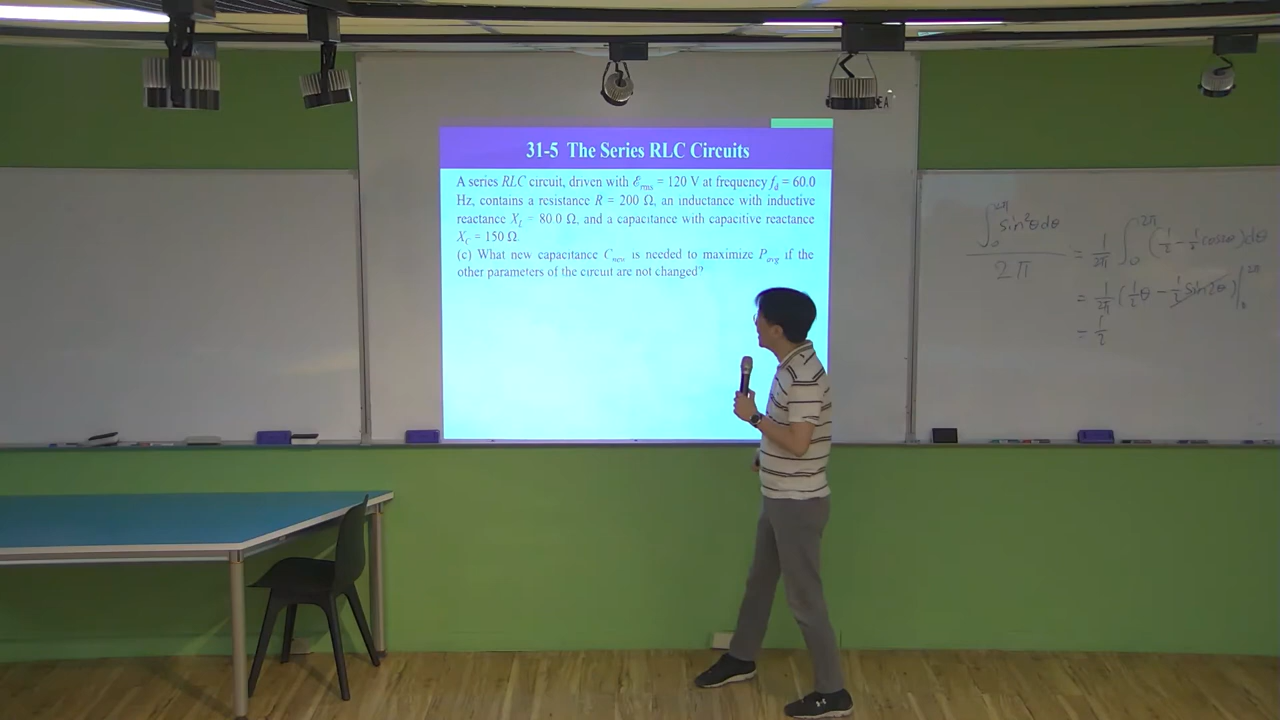 31-5 The Series RLC Circuits
A series RLC circuit, driven with ℰrms = 120 V at frequency fd = 60.0
Hz, contains a resistance R = 200 Ω, an inductance with inductive
reactance XL = 80.0 Ω, and a capacitance with capacitive reactance
XC = 150 Ω.
(c) What new capacitance Cnew is needed to maximize Pavg if the
other parameters of the circuit are not changed?
∫₀^2π sin²θdθ / 2π = 1/2π ∫₀^2π (1/2 - 1/2 cos2θ)dθ
= 1/2π (1/2 θ - 1/2 sin2θ)|₀^2π
= 1/2